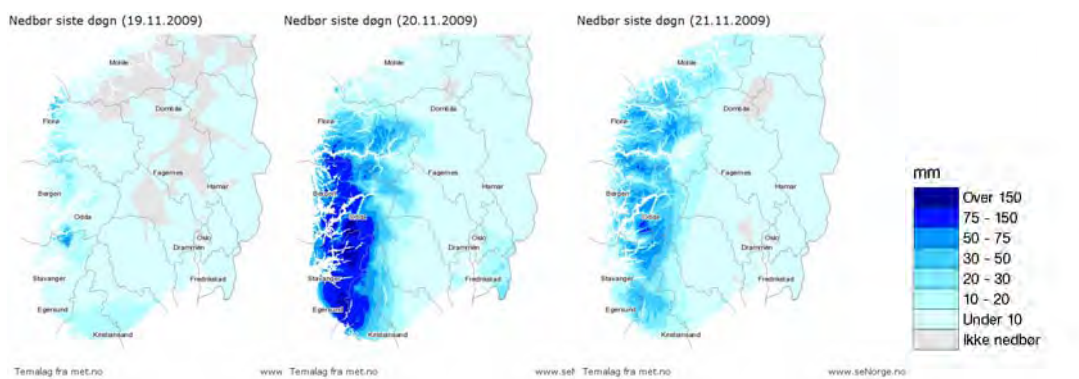 Nedbør siste døgn (19.11.2009)
Molde
Dombås
Florø
Fagernes
Hamar
Bergen
Odda
Oslo
Drammen
Stavanger
Fredrikstad
Egersund
Kristiansand
Temalag fra met.no
www
Nedbør siste døgn (20.11.2009)
Molde
Dombås
Florø
Fagernes
Hamar
Bergen
Odda
Oslo
Drammen
Stavanger
Fredrikstad
Egersund
Kristiansand
Temalag fra met.no
www.sel
Nedbør siste døgn (21.11.2009)
Molde
Dombås
Florø
Fagernes
Hamar
Bergen
Odda
Oslo
Drammen
Stavanger
Fredrikstad
Egersund
Kristiansand
Temalag fra met.no
www.seNorge.no
mm
Over 150
75 - 150
50 - 75
30 - 50
20 - 30
10 - 20
Under 10
Ikke nedbør